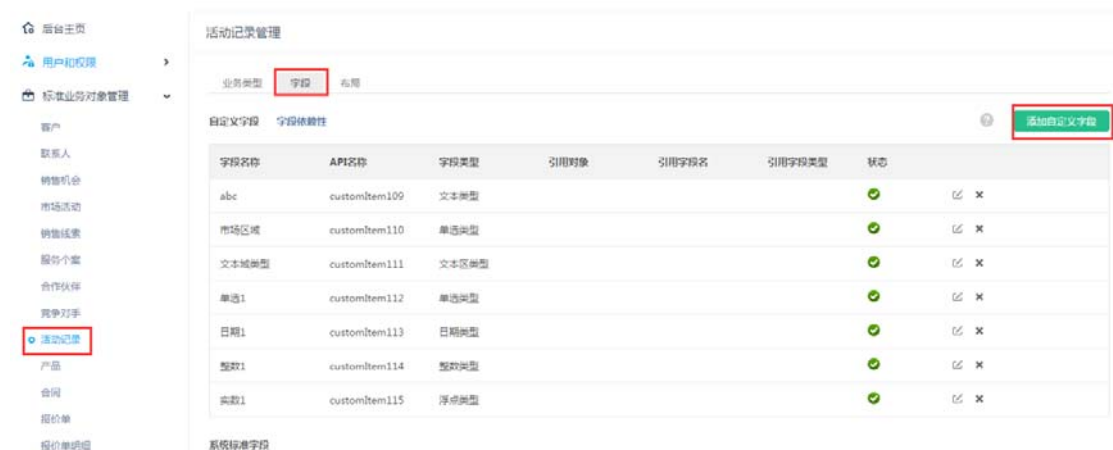 后台主页
用户和权限
标准业务对象管理
客户
联系人
销售机会
市场活动
销售线索
服务个案
合作伙伴
竞争对手
活动记录
产品
合同
报价单
报价单明细
活动记录管理
业务类型 字段 布局
自定义字段 字段依赖性 添加自定义字段
字段名称 API名称 字段类型 引用对象 引用字段名 引用字段类型 状态
abc customItem109 文本类型
市场区域 customItem110 单选类型
文本域类型 customItem111 文本区类型
单选1 customItem112 单选类型
日期1 customItem113 日期类型
整数1 customItem114 整数类型
实数1 customItem115 浮点类型
系统标准字段